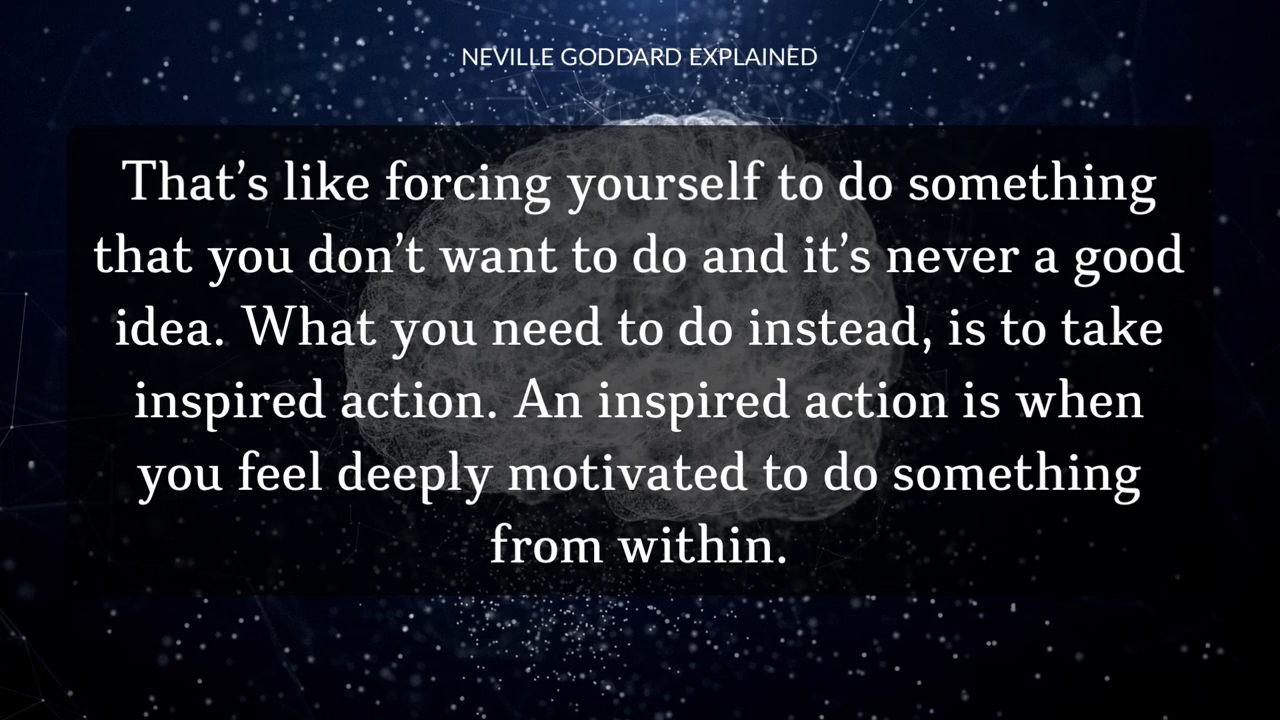 NEVILLE GODDARD EXPLAINED
That’s like forcing yourself to do something
that you don’t want to do and it’s never a good
idea. What you need to do instead, is to take
inspired action. An inspired action is when
you feel deeply motivated to do something
from within.